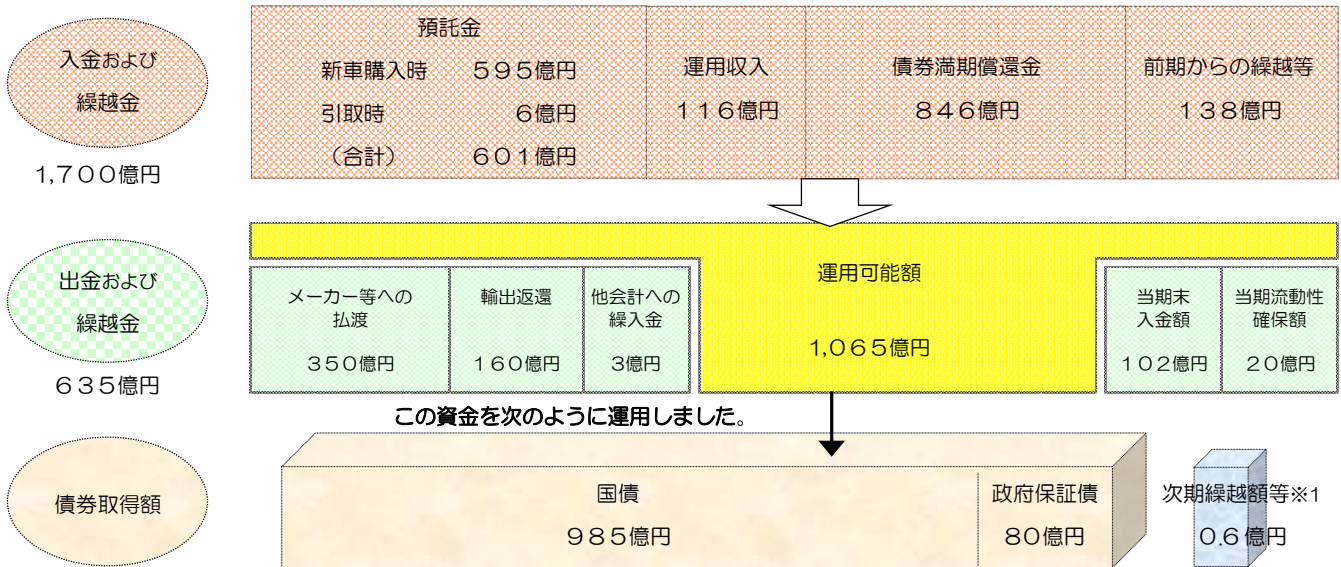 入金および
繰越金
1,７００億円
預託金
新車購入時 ５９５億円
引取時 ６億円
（合計） ６０１億円
運用収入
１１６億円
債券満期償還金
８４６億円
前期からの繰越等
１３８億円
出金および
繰越金
６３５億円
メーカー等への
払渡
３５０億円
輸出返還
１６０億円
他会計への
繰入金
３億円
運用可能額
1,０６５億円
当期末
入金額
１０２億円
当期流動性
確保額
２０億円
この資金を次のように運用しました。
債券取得額
国債
９８５億円
政府保証債
８０億円
次期繰越額等※1
０.６億円